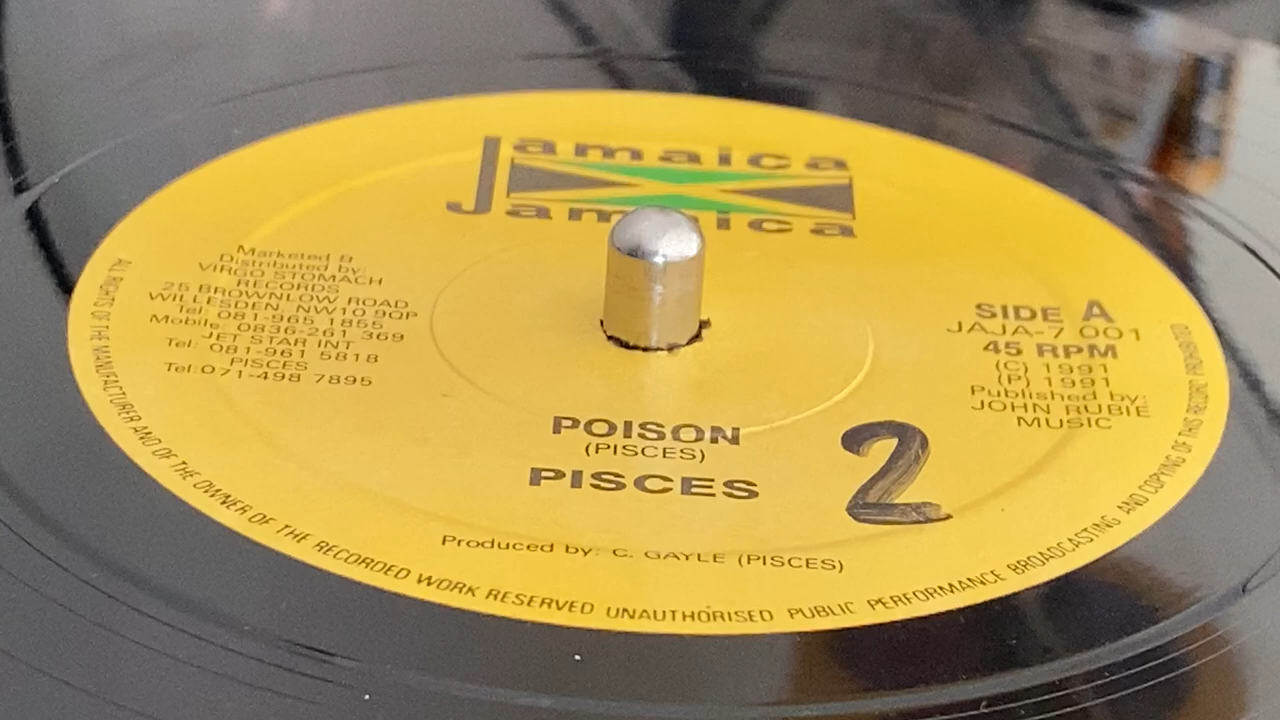 Jamaica
Jamaica
Marketed &
Distributed by:
VIRGO STOMACH
RECORDS
25 BROWNLOW ROAD
WILLESDEN, NW10 9QP
Tel: 081-965 1855
Mobile: 0836-261 369
JET STAR INT
Tel: 081-961 5818
PISCES
Tel: 071-498 7895
SIDE A
JAJA-7 001
45 RPM
(C) 1991
(P) 1991
Published by:
JOHN RUBIE
MUSIC
POISON
(PISCES)
PISCES
2
Produced by: C. GAYLE (PISCES)
ALL RIGHTS OF THE MANUFACTURER AND OF THE OWNER OF THE RECORDED WORK RESERVED UNAUTHORISED PUBLIC PERFORMANCE BROADCASTING AND COPYING OF THIS RECORD PROHIBITED